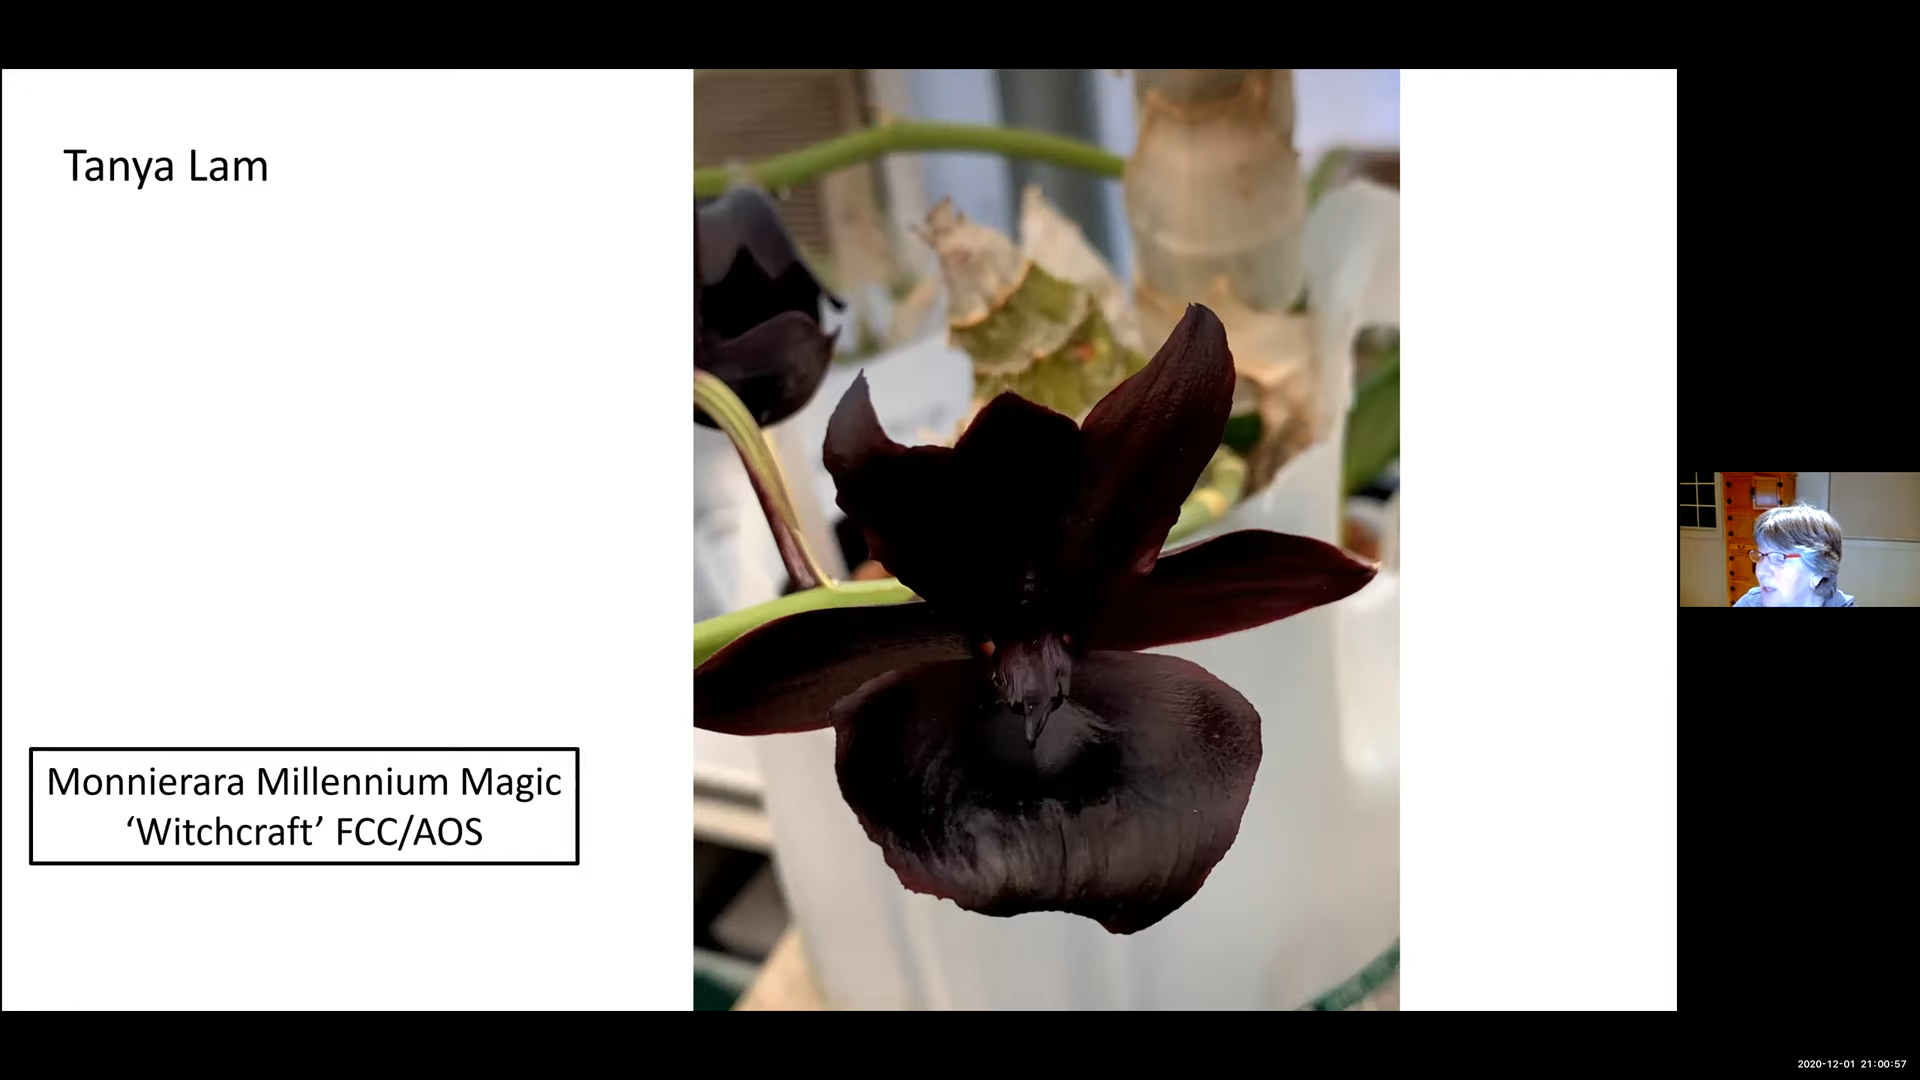 Tanya Lam
Monnierara Millennium Magic
‘Witchcraft’ FCC/AOS
2020-12-01 21:00:57